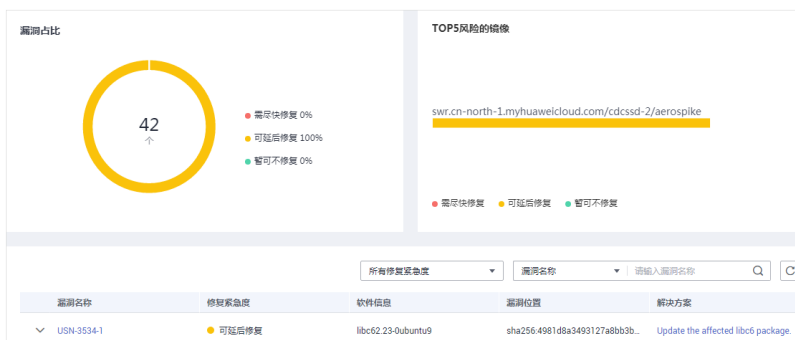 漏洞占比
42
个
需尽快修复 0%
可延后修复 100%
暂可不修复 0%
TOP5风险的镜像
swr.cn-north-1.myhuaweicloud.com/cdcssd-2/aerospike
需尽快修复 可延后修复 暂可不修复
所有修复紧急度 漏洞名称 请输入漏洞名称
漏洞名称 修复紧急度 软件信息 漏洞位置 解决方案
USN-3534-1 可延后修复 libc62.23-0ubuntu9 sha256:4981d8a3493127a8bb3b... Update the affected libc6 package.